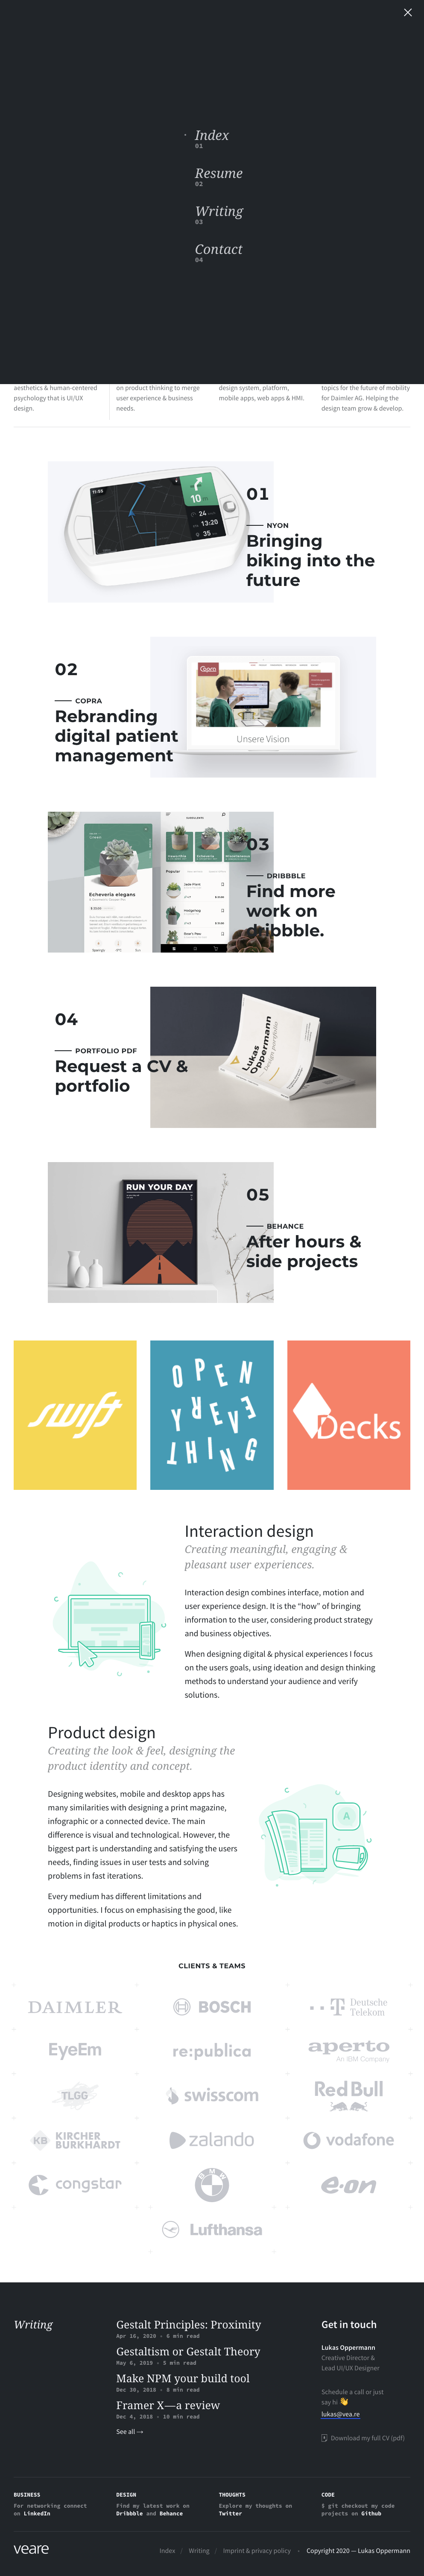 Index
01
Resume
02
Writing
03
Contact
04
aesthetics & human-centered
psychology that is UI/UX
design.
on product thinking to merge
user experience & business
needs.
design system, platform,
mobile apps, web apps & HMI.
topics for the future of mobility
for Daimler AG. Helping the
design team grow & develop.
01
NYON
Bringing
biking into the
future
10
24
13:20
35
02
COPRA
Rebranding
digital patient
management
Copra
Unsere Vision
03
DRIBBBLE
Find more
work on
dribbble.
Echeveria elegans
04
PORTFOLIO PDF
Request a CV &
portfolio
Lukas
Oppermann
05
BEHANCE
After hours &
side projects
RUN YOUR DAY
swift
OPEN
EVERY
THING
Decks
Interaction design
Creating meaningful, engaging &
pleasant user experiences.
Interaction design combines interface, motion and
user experience design. It is the “how” of bringing
information to the user, considering product strategy
and business objectives.
When designing digital & physical experiences I focus
on the users goals, using ideation and design thinking
methods to understand your audience and verify
solutions.
Product design
Creating the look & feel, designing the
product identity and concept.
Designing websites, mobile and desktop apps has
many similarities with designing a print magazine,
infographic or a connected device. The main
difference is visual and technological. However, the
biggest part is understanding and satisfying the users
needs, finding issues in user tests and solving
problems in fast iterations.
Every medium has different limitations and
opportunities. I focus on emphasising the good, like
motion in digital products or haptics in physical ones.
A
CLIENTS & TEAMS
DAIMLER
BOSCH
Deutsche
Telekom
EyeEm
re:publica
aperto
An IBM Company
TLGG
swisscom
Red Bull
KB KIRCHER
BURKHARDT
zalando
vodafone
congstar
BMW
e·on
Lufthansa
Writing
Gestalt Principles: Proximity
Apr 16, 2020 - 6 min read
Gestaltism or Gestalt Theory
May 6, 2019 - 5 min read
Make NPM your build tool
Dec 30, 2018 - 8 min read
Framer X—a review
Dec 4, 2018 - 10 min read
See all →
Get in touch
Lukas Oppermann
Creative Director &
Lead UI/UX Designer
Schedule a call or just
say hi 👋
lukas@vea.re
Download my full CV (pdf)
BUSINESS
For networking connect
on LinkedIn
DESIGN
Find my latest work on
Dribbble and Behance
THOUGHTS
Explore my thoughts on
Twitter
CODE
$ git checkout my code
projects on Github
veare
Index / Writing / Imprint & privacy policy • Copyright 2020 — Lukas Oppermann